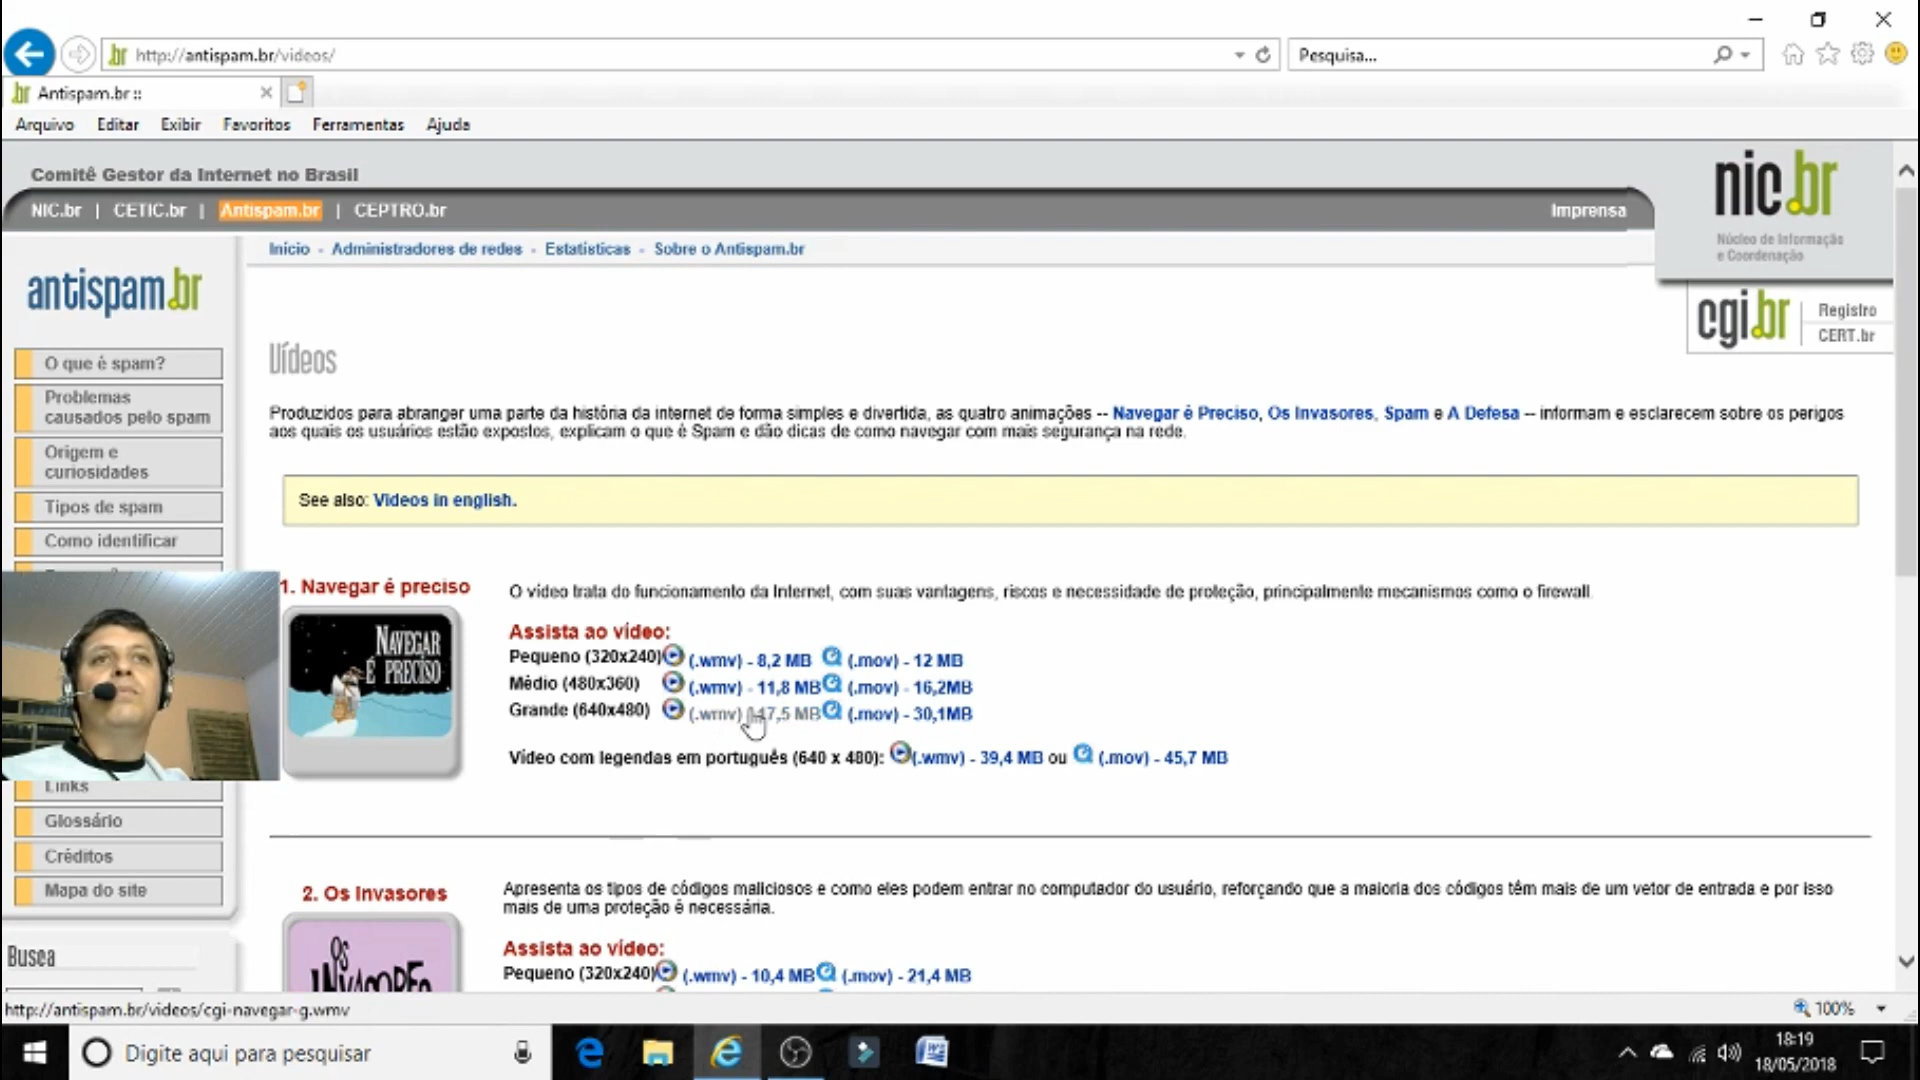 http://antispam.br/videos/
Pesquisa...
Antispam.br ::
Arquivo Editar Exibir Favoritos Ferramentas Ajuda
Comitê Gestor da Internet no Brasil
NIC.br | CETIC.br | Antispam.br | CEPTRO.br
Imprensa
nic.br
Núcleo de Informação
e Coordenação
Início - Administradores de redes - Estatísticas - Sobre o Antispam.br
antispam.br
cgi.br
Registro
CERT.br
O que é spam?
Problemas
causados pelo spam
Origem e
curiosidades
Tipos de spam
Como identificar
Vídeos
Produzidos para abranger uma parte da história da internet de forma simples e divertida, as quatro animações -- Navegar é Preciso, Os Invasores, Spam e A Defesa -- informam e esclarecem sobre os perigos
aos quais os usuários estão expostos, explicam o que é Spam e dão dicas de como navegar com mais segurança na rede.
See also: Videos in english.
1. Navegar é preciso
NAVEGAR
É PRECISO
O vídeo trata do funcionamento da Internet, com suas vantagens, riscos e necessidade de proteção, principalmente mecanismos como o firewall.
Assista ao vídeo:
Pequeno (320x240) (.wmv) - 8,2 MB (.mov) - 12 MB
Médio (480x360) (.wmv) - 11,8 MB (.mov) - 16,2MB
Grande (640x480) (.wmv) 17,5 MB (.mov) - 30,1MB
Vídeo com legendas em português (640 x 480): (.wmv) - 39,4 MB ou (.mov) - 45,7 MB
Links
Glossário
Créditos
Mapa do site
Busca
2. Os Invasores
OS
INVASORES
Apresenta os tipos de códigos maliciosos e como eles podem entrar no computador do usuário, reforçando que a maioria dos códigos têm mais de um vetor de entrada e por isso
mais de uma proteção é necessária.
Assista ao vídeo:
Pequeno (320x240) (.wmv) - 10,4 MB (.mov) - 21,4 MB
http://antispam.br/videos/cgi-navegar-g.wmv
100%
Digite aqui para pesquisar
18:19
18/05/2018